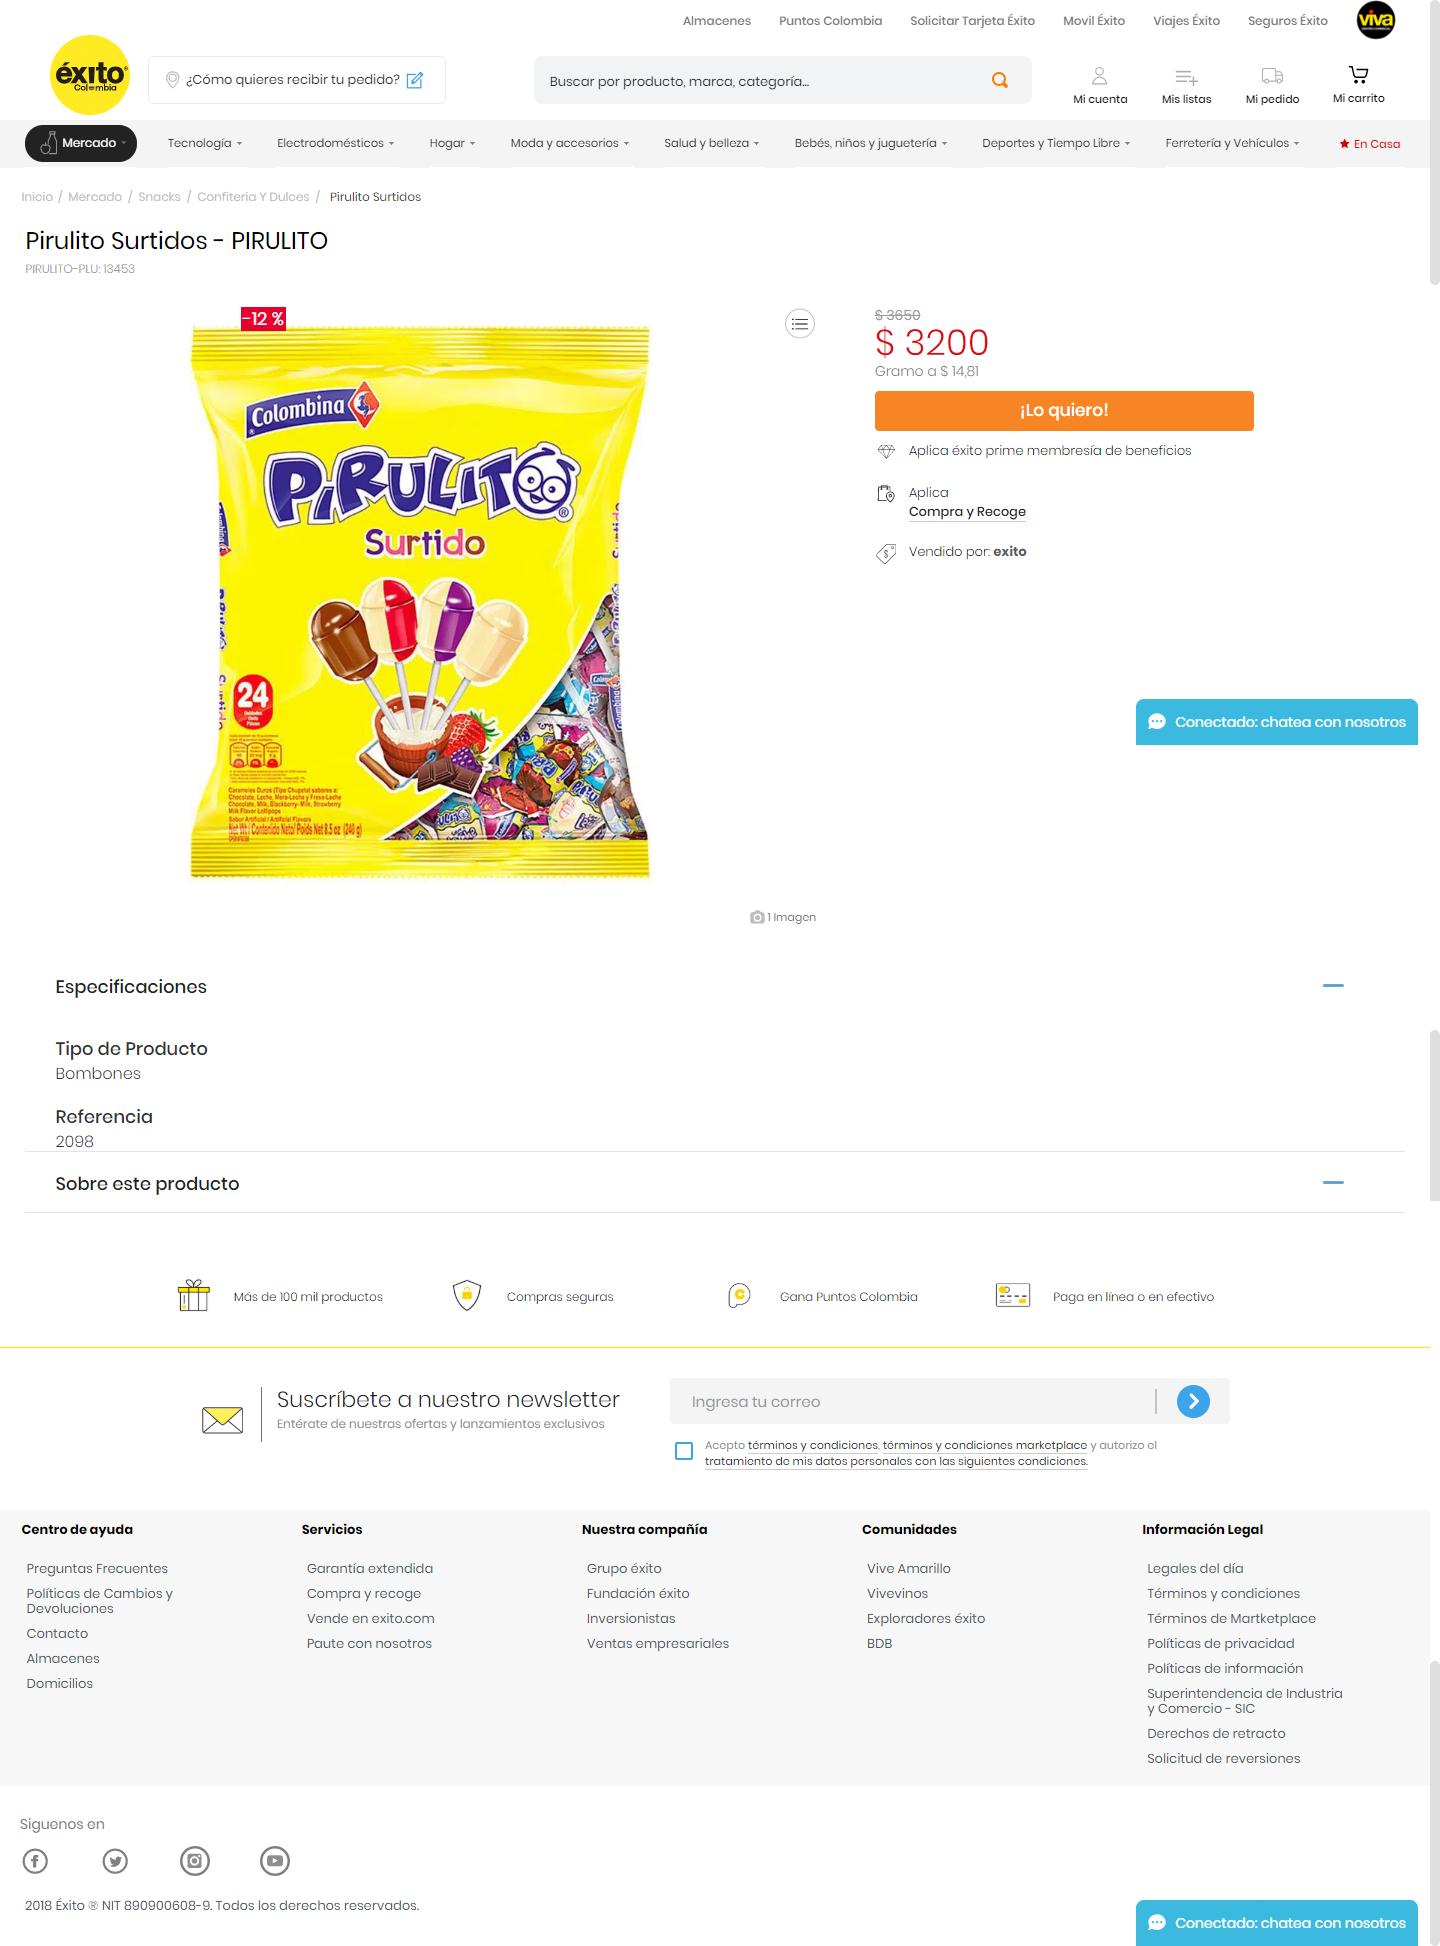 Almacenes Puntos Colombia Solicitar Tarjeta Éxito Movil Éxito Viajes Éxito Seguros Éxito viva
éxito
Colombia
¿Cómo quieres recibir tu pedido?
Buscar por producto, marca, categoría...
Mi cuenta Mis listas Mi pedido Mi carrito
Mercado Tecnología Electrodomésticos Hogar Moda y accesorios Salud y belleza Bebés, niños y juguetería Deportes y Tiempo Libre Ferretería y Vehículos En Casa
Inicio / Mercado / Snacks / Confiteria Y Dulces / Pirulito Surtidos
Pirulito Surtidos - PIRULITO
PIRULITO-PLU: 13453
-12 %
Colombina
PiRULITO
Surtido
24
Caramelos Duros (Tipo Chupeta) sabores a:
Milk Flavor Lollipops
Sabor Artificial / Artificial Flavors
1 Imagen
$ 3650
$ 3200
Gramo a $ 14,81
¡Lo quiero!
Aplica éxito prime membresía de beneficios
Aplica
Compra y Recoge
Vendido por: exito
Conectado: chatea con nosotros
Especificaciones
Tipo de Producto
Bombones
Referencia
2098
Sobre este producto
Más de 100 mil productos Compras seguras Gana Puntos Colombia Paga en línea o en efectivo
Suscríbete a nuestro newsletter
Entérate de nuestras ofertas y lanzamientos exclusivos
Ingresa tu correo
Acepto términos y condiciones, términos y condiciones marketplace y autorizo el
tratamiento de mis datos personales con las siguientes condiciones.
Centro de ayuda
Preguntas Frecuentes
Políticas de Cambios y
Devoluciones
Contacto
Almacenes
Domicilios
Servicios
Garantía extendida
Compra y recoge
Vende en exito.com
Paute con nosotros
Nuestra compañía
Grupo éxito
Fundación éxito
Inversionistas
Ventas empresariales
Comunidades
Vive Amarillo
Vivevinos
Exploradores éxito
BDB
Información Legal
Legales del día
Términos y condiciones
Términos de Martketplace
Políticas de privacidad
Políticas de información
Superintendencia de Industria
y Comercio - SIC
Derechos de retracto
Solicitud de reversiones
Siguenos en
2018 Éxito ® NIT 890900608-9. Todos los derechos reservados.
Conectado: chatea con nosotros